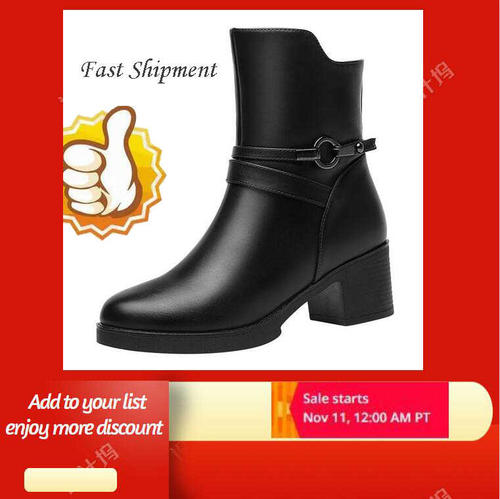 Fast Shipment
Add to your list
enjoy more discount
Sale starts
Nov 11, 12:00 AM PT